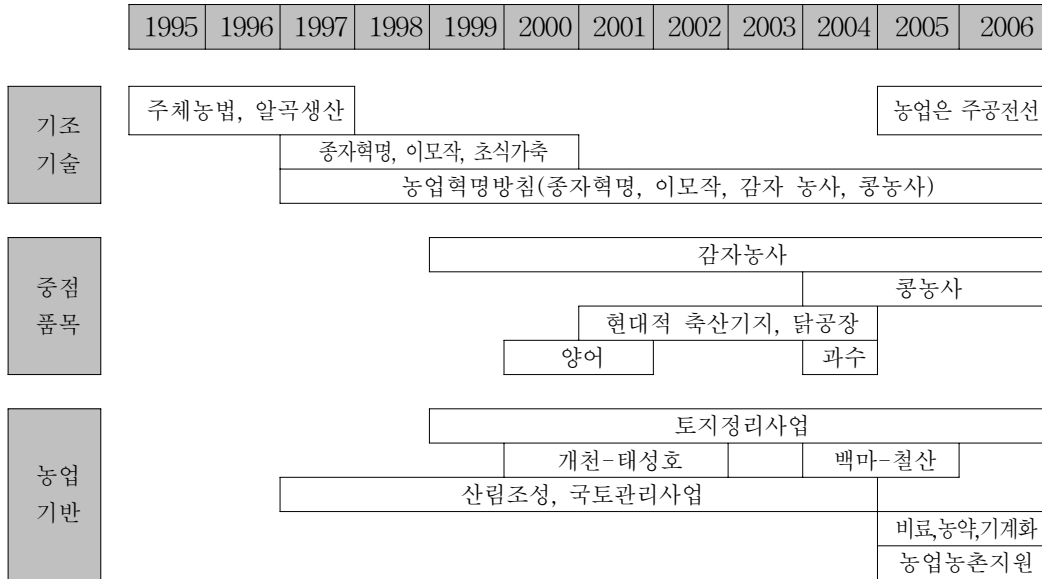 1995 1996 1997 1998 1999 2000 2001 2002 2003 2004 2005 2006
기조
기술
주체농법, 알곡생산
농업은 주공전선
종자혁명, 이모작, 초식가축
농업혁명방침(종자혁명, 이모작, 감자 농사, 콩농사)
중점
품목
감자농사
콩농사
현대적 축산기지, 닭공장
양어
과수
농업
기반
토지정리사업
개천-태성호
백마-철산
산림조성, 국토관리사업
비료,농약,기계화
농업농촌지원